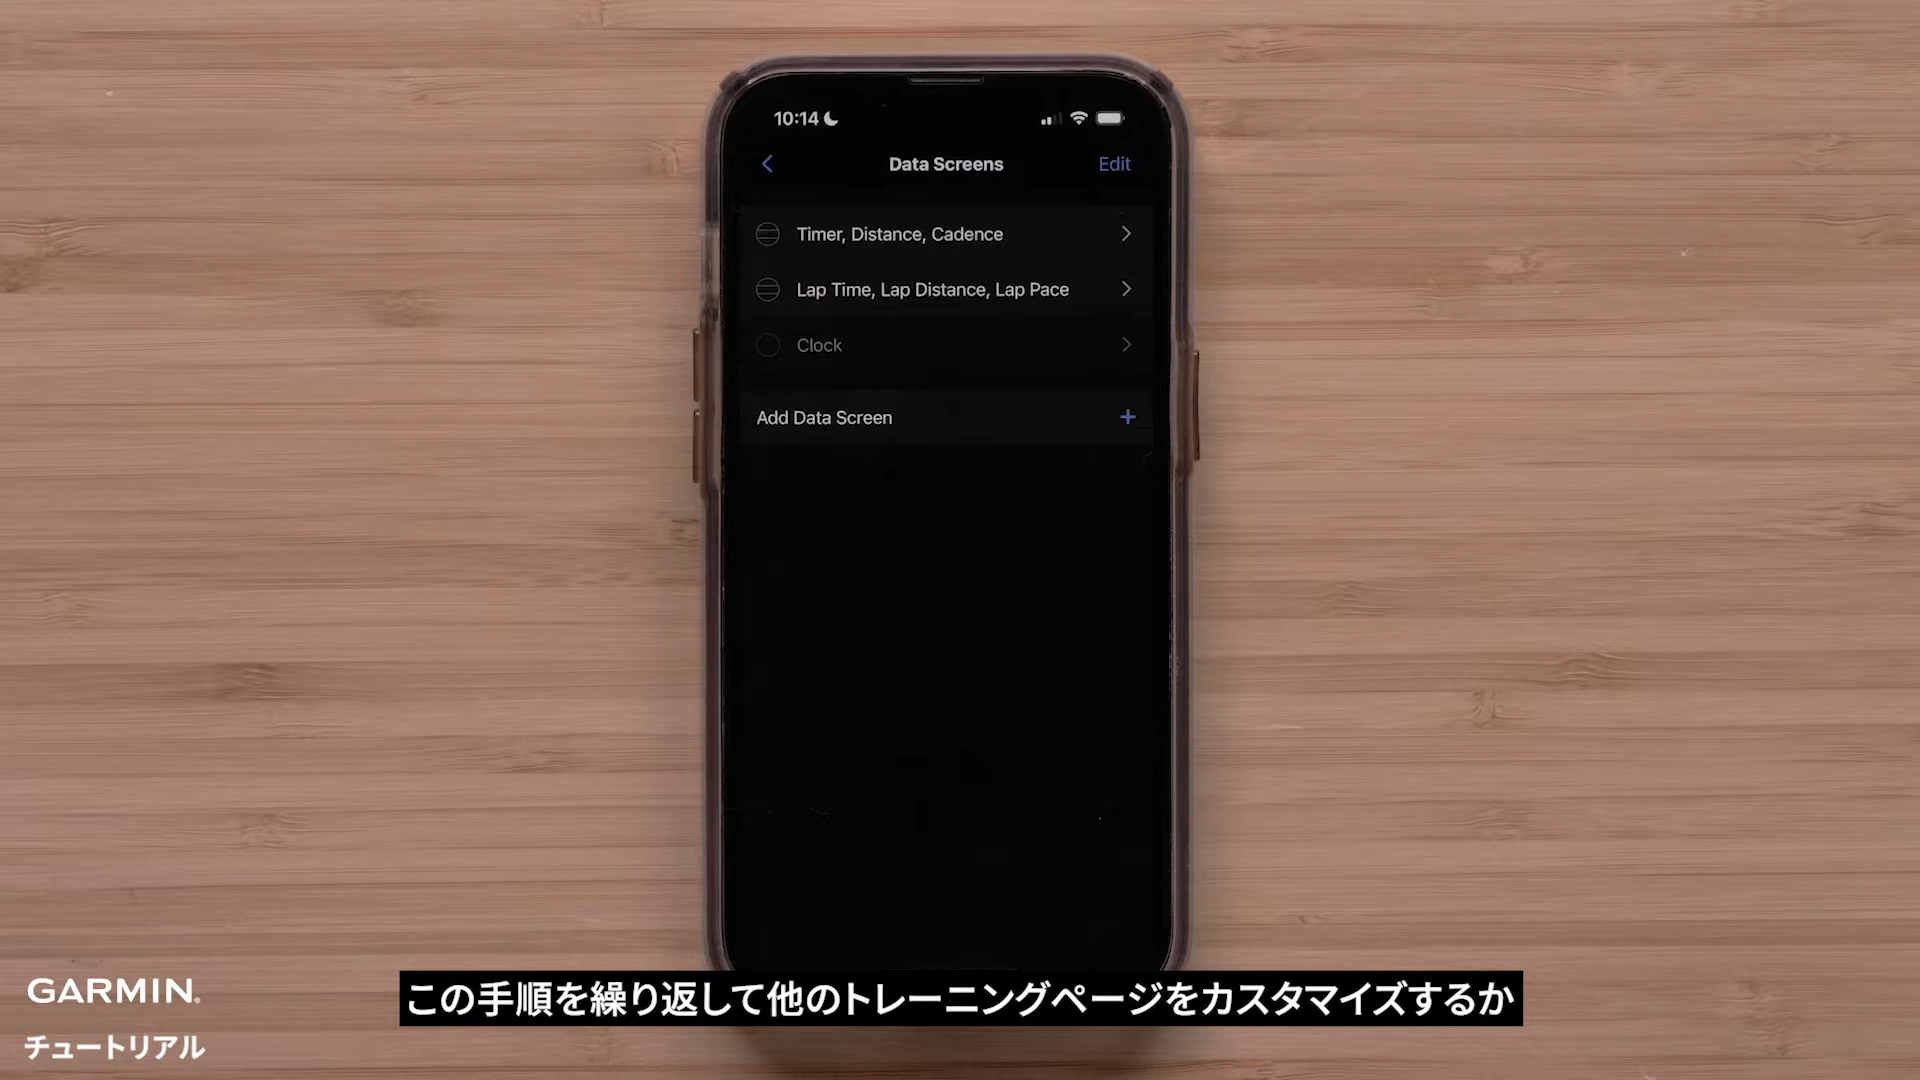 10:14
Data Screens
Edit
Timer, Distance, Cadence
Lap Time, Lap Distance, Lap Pace
Clock
Add Data Screen
GARMIN
チュートリアル
この手順を繰り返して他のトレーニングページをカスタマイズするか